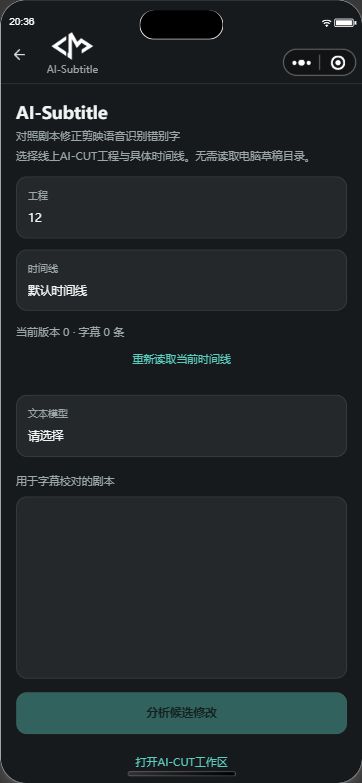 20:36
AI-Subtitle
AI-Subtitle
对照剧本修正剪映语音识别错别字
选择线上AI-CUT工程与具体时间线。无需读取电脑草稿目录。
工程
12
时间线
默认时间线
当前版本 0 · 字幕 0 条
重新读取当前时间线
文本模型
请选择
用于字幕校对的剧本
分析候选修改
打开AI-CUT工作区